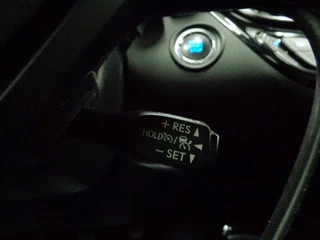 + RES ▲
HOLD
− SET ▼